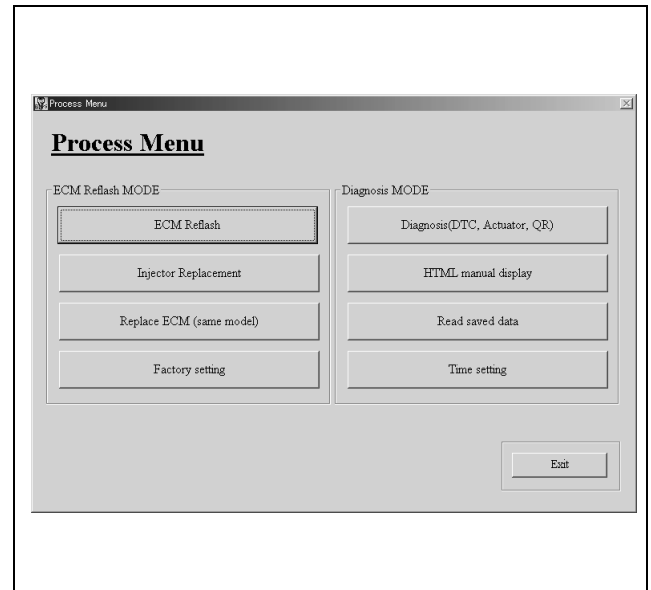 Process Menu
Process Menu
ECM Reflash MODE
ECM Reflash
Injector Replacement
Replace ECM (same model)
Factory setting
Diagnosis MODE
Diagnosis(DTC, Actuator, QR)
HTML manual display
Read saved data
Time setting
Exit